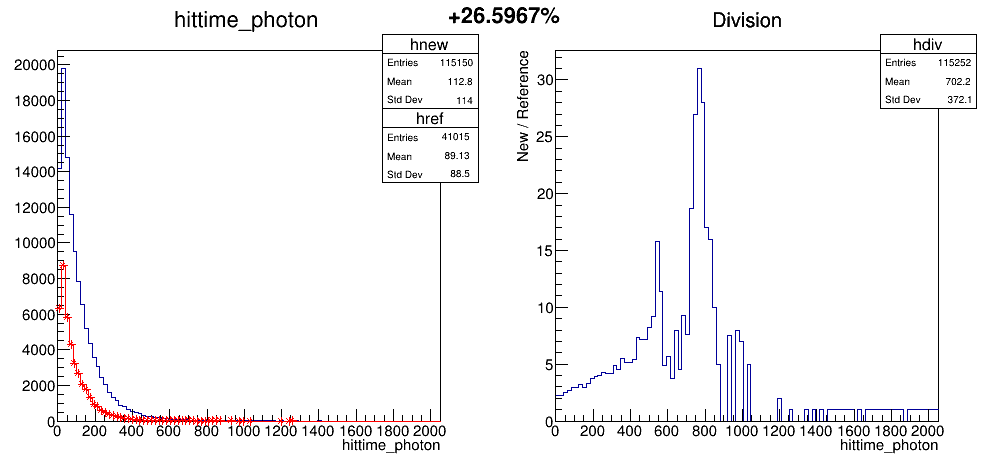 +26.5967%
hittime_photon
hnew
Entries 115150
Mean 112.8
Std Dev 114
href
Entries 41015
Mean 89.13
Std Dev 88.5
20000
18000
16000
14000
12000
10000
8000
6000
4000
2000
0
0 200 400 600 800 1000 1200 1400 1600 1800 2000
hittime_photon
Division
hdiv
Entries 115252
Mean 702.2
Std Dev 372.1
New / Reference
30
25
20
15
10
5
0
0 200 400 600 800 1000 1200 1400 1600 1800 2000
hittime_photon